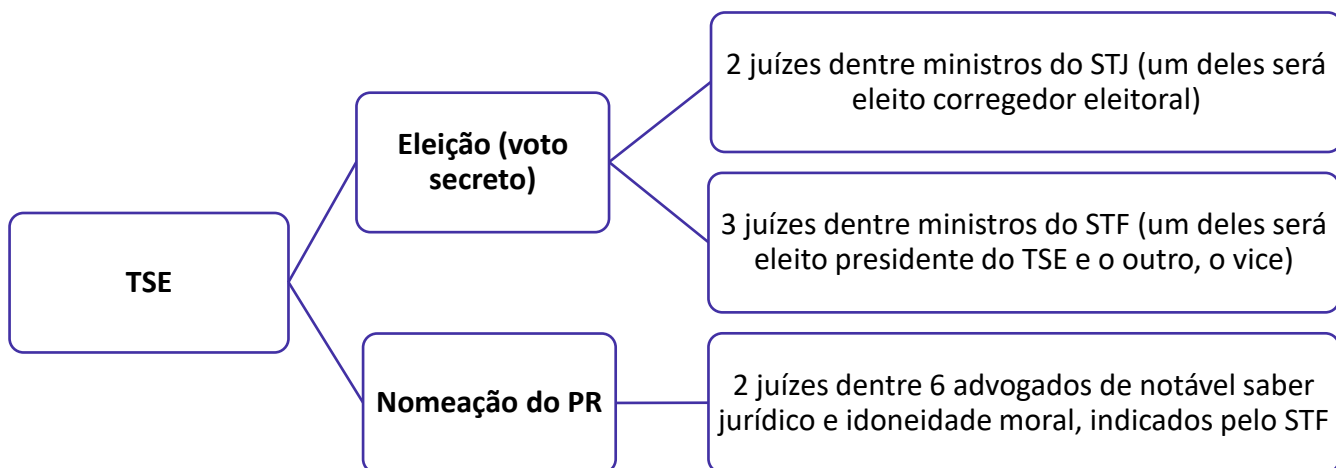 TSE
Eleição (voto
secreto)
2 juízes dentre ministros do STJ (um deles será
eleito corregedor eleitoral)
3 juízes dentre ministros do STF (um deles será
eleito presidente do TSE e o outro, o vice)
Nomeação do PR
2 juízes dentre 6 advogados de notável saber
jurídico e idoneidade moral, indicados pelo STF